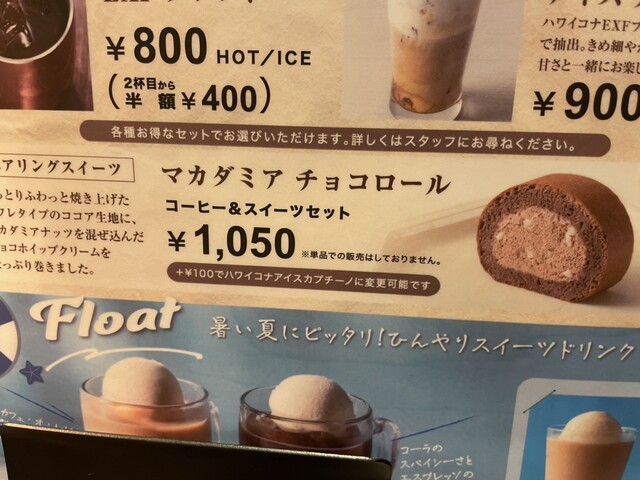 ¥800 HOT/ICE
(2杯目から半額¥400)
ハワイコナEXF
で抽出。きめ細や
甘さと一緒にお楽し
¥900
各種お得なセットでお選びいただけます。詳しくはスタッフにお尋ねください。
アリングスイーツ
っとりふわっと焼き上げた
フレタイプのココア生地に、
カダミアナッツを混ぜ込んだ
ョコホイップクリームを
っぷり巻きました。
マカダミア チョコロール
コーヒー&スイーツセット
¥1,050 ※単品での販売はしておりません。
+¥100でハワイコナアイスカプチーノに変更可能です
Float
暑い夏にピッタリ!ひんやりスイーツドリンク
コーラの
スパイシーさと
エスプレッソの